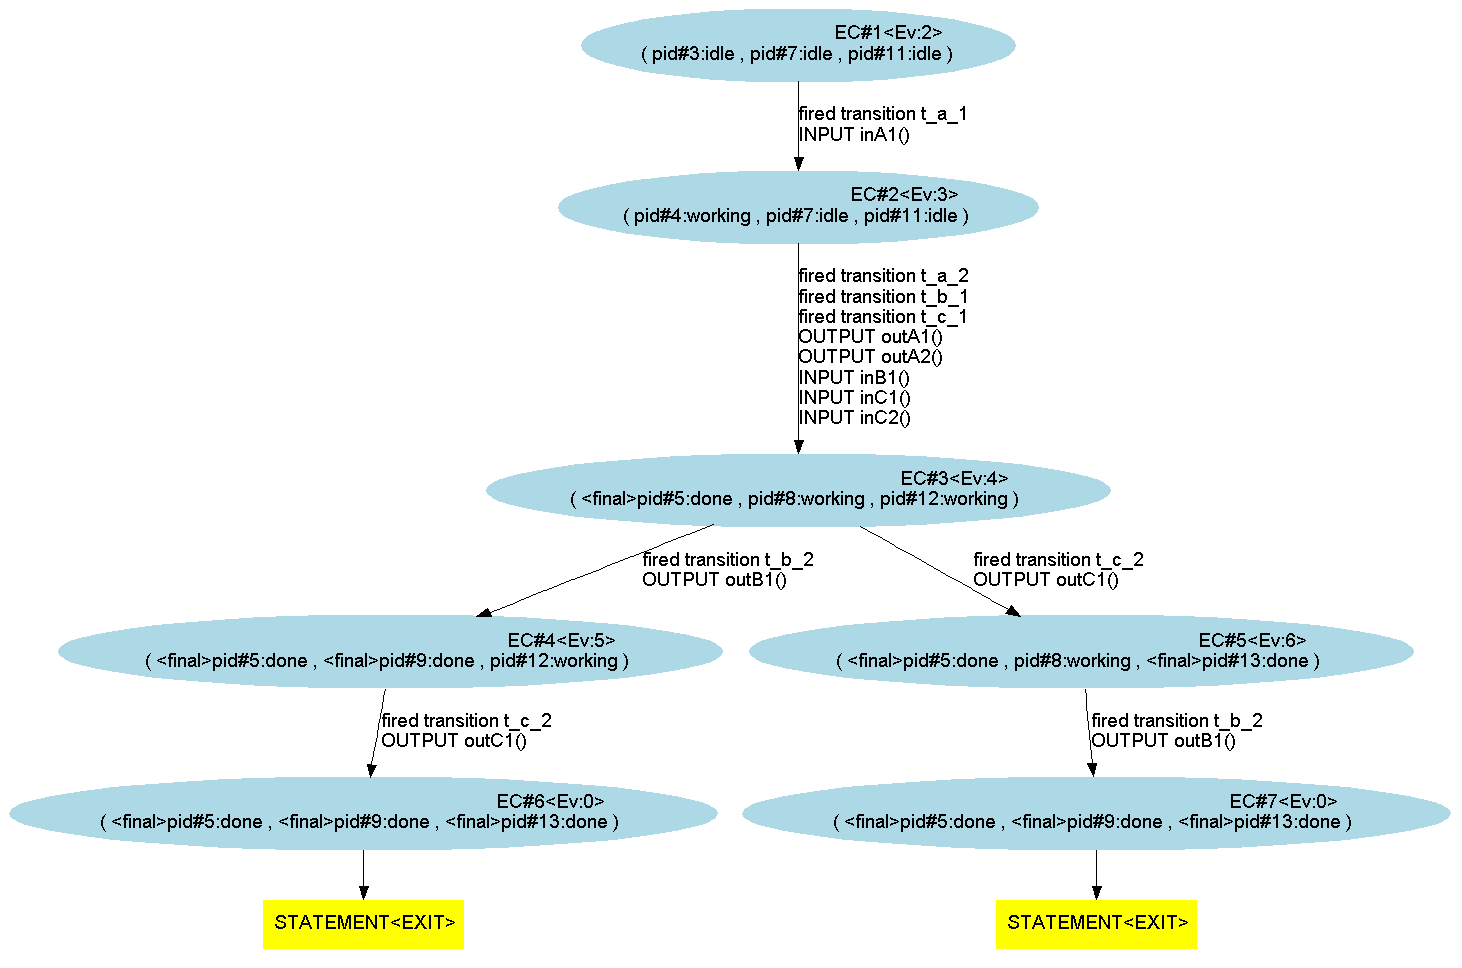 EC#1<Ev:2>
( pid#3:idle , pid#7:idle , pid#11:idle )
fired transition t_a_1
INPUT inA1()
EC#2<Ev:3>
( pid#4:working , pid#7:idle , pid#11:idle )
fired transition t_a_2
fired transition t_b_1
fired transition t_c_1
OUTPUT outA1()
OUTPUT outA2()
INPUT inB1()
INPUT inC1()
INPUT inC2()
EC#3<Ev:4>
( <final>pid#5:done , pid#8:working , pid#12:working )
fired transition t_b_2
OUTPUT outB1()
fired transition t_c_2
OUTPUT outC1()
EC#4<Ev:5>
( <final>pid#5:done , <final>pid#9:done , pid#12:working )
EC#5<Ev:6>
( <final>pid#5:done , pid#8:working , <final>pid#13:done )
fired transition t_c_2
OUTPUT outC1()
fired transition t_b_2
OUTPUT outB1()
EC#6<Ev:0>
( <final>pid#5:done , <final>pid#9:done , <final>pid#13:done )
EC#7<Ev:0>
( <final>pid#5:done , <final>pid#9:done , <final>pid#13:done )
STATEMENT<EXIT>
STATEMENT<EXIT>